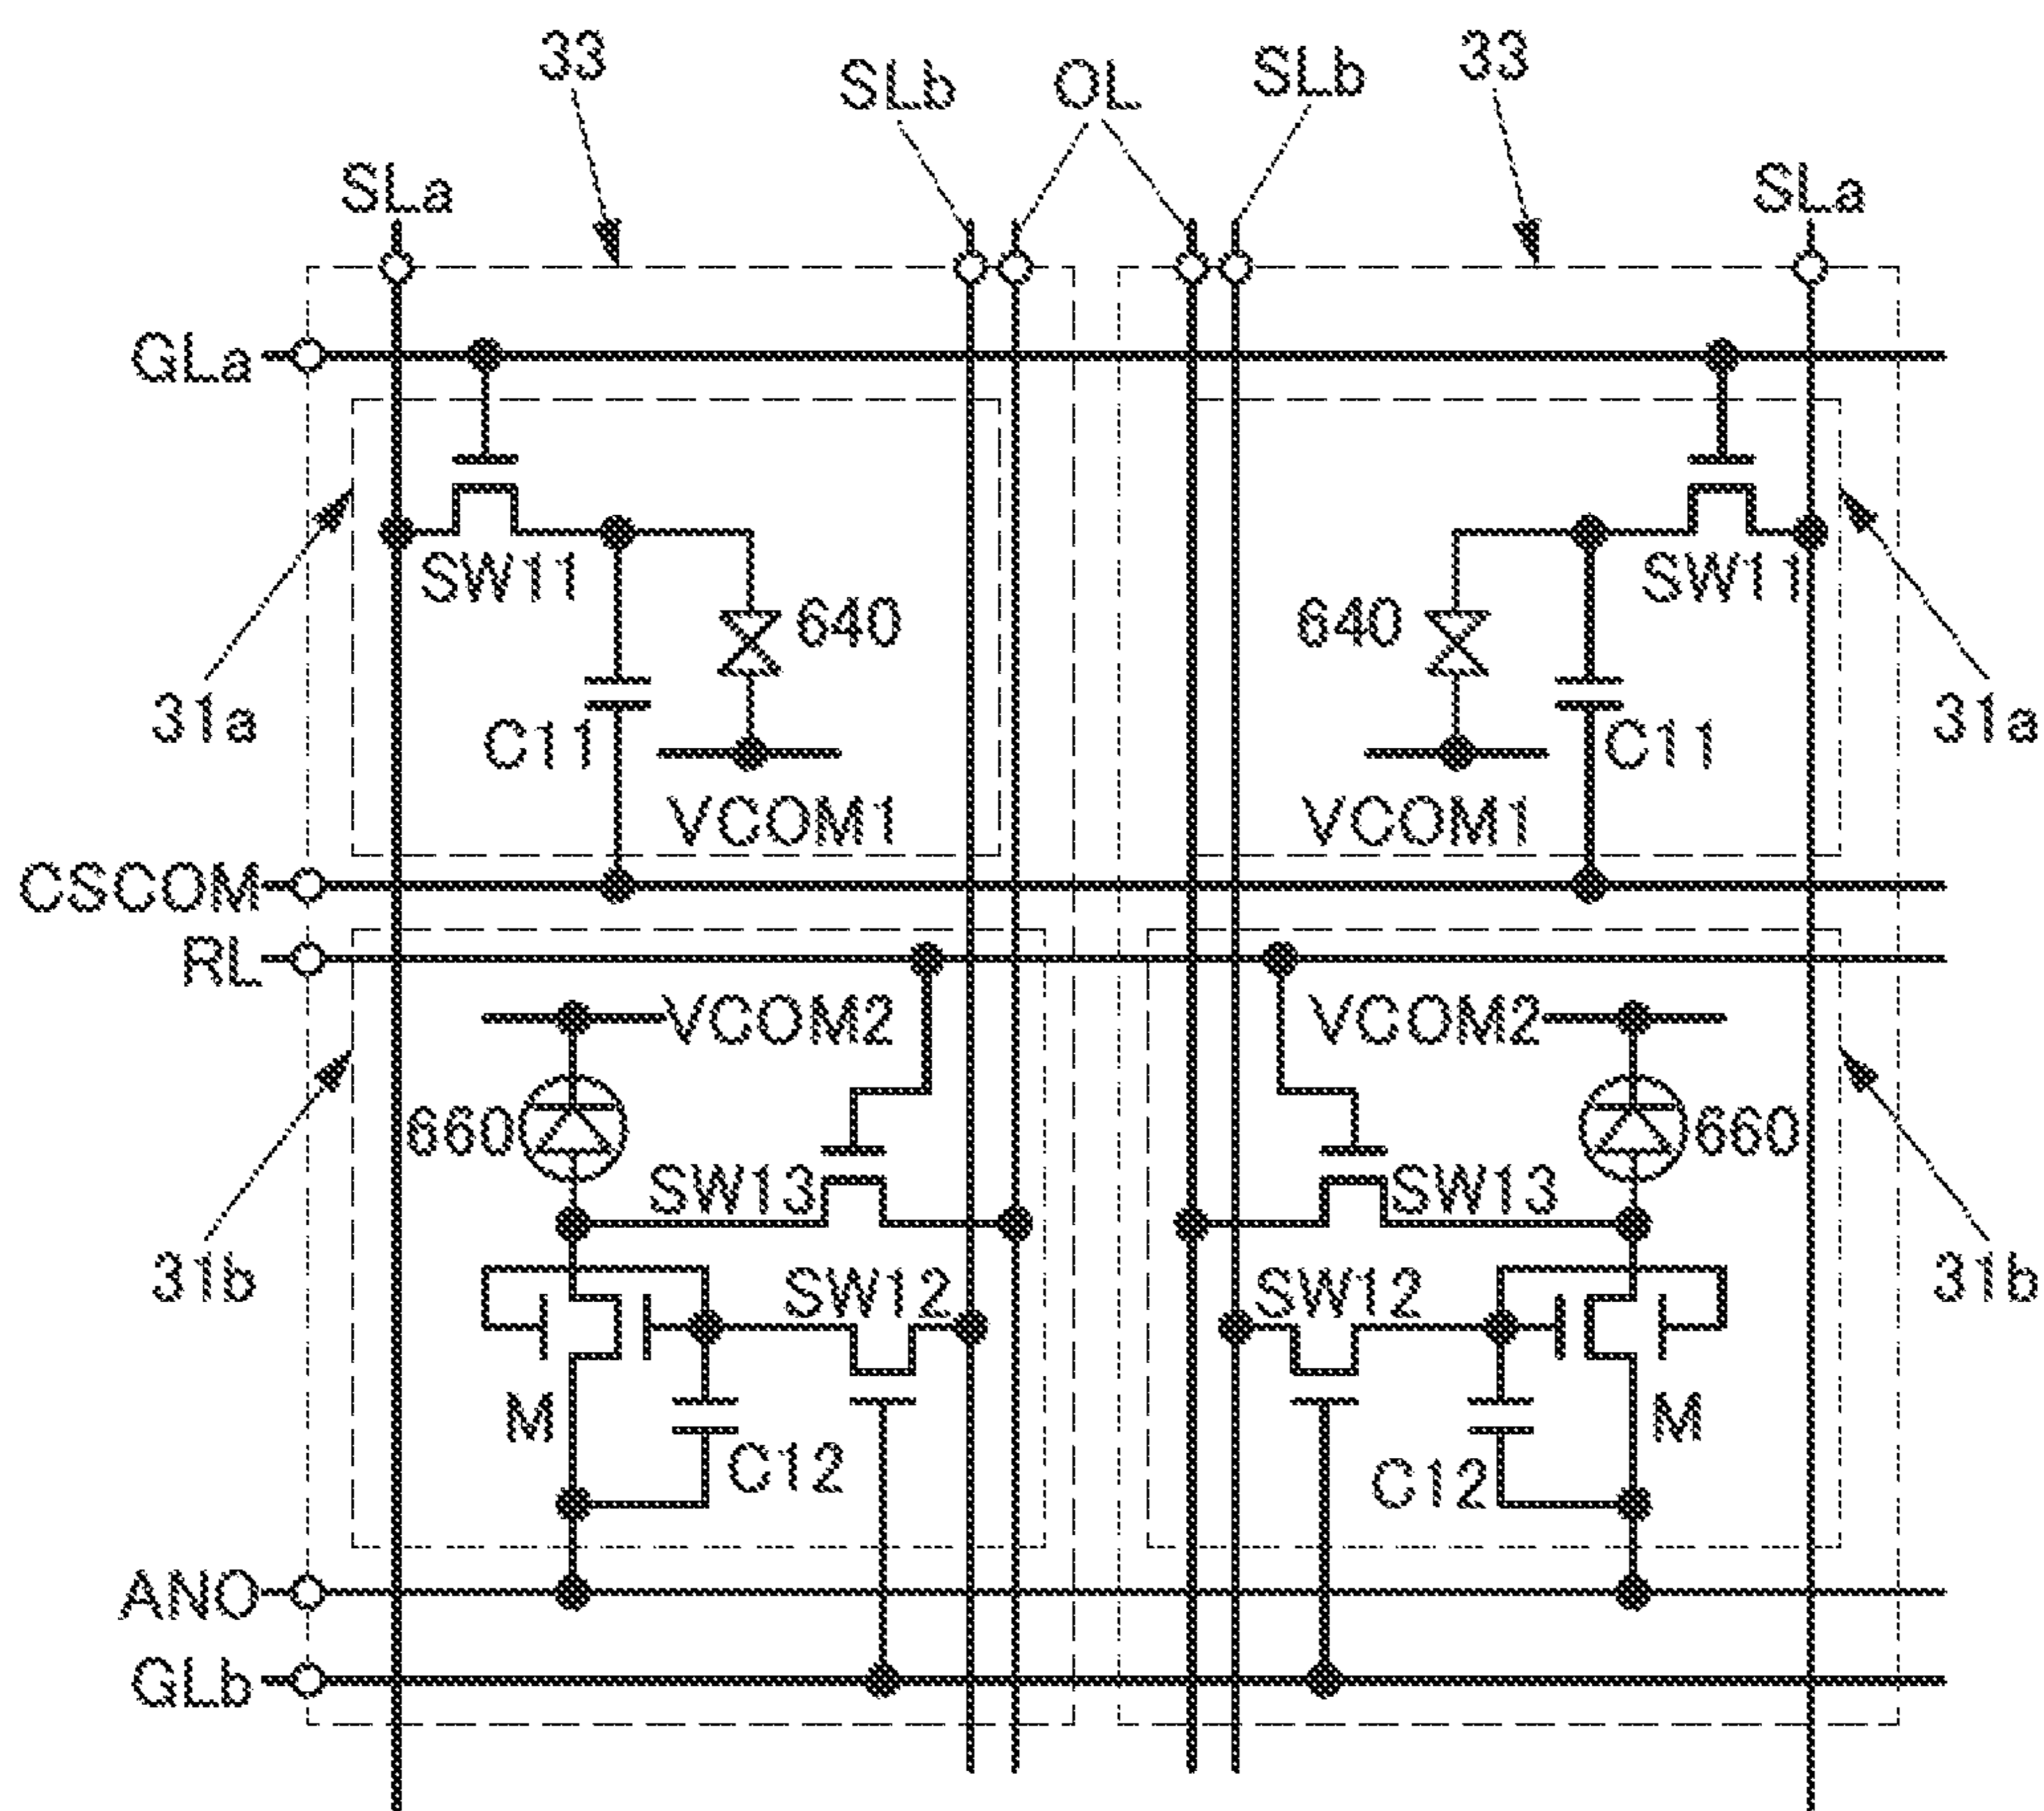 33
SLb
OL
SLb
33
SLa
SLa
GLa
SW11
SW11
640
640
31a
C11
C11
31a
VCOM1
VCOM1
CSCOM
RL
VCOM2
VCOM2
660
660
SW13
SW13
31b
SW12
SW12
31b
M
M
C12
C12
ANO
GLb